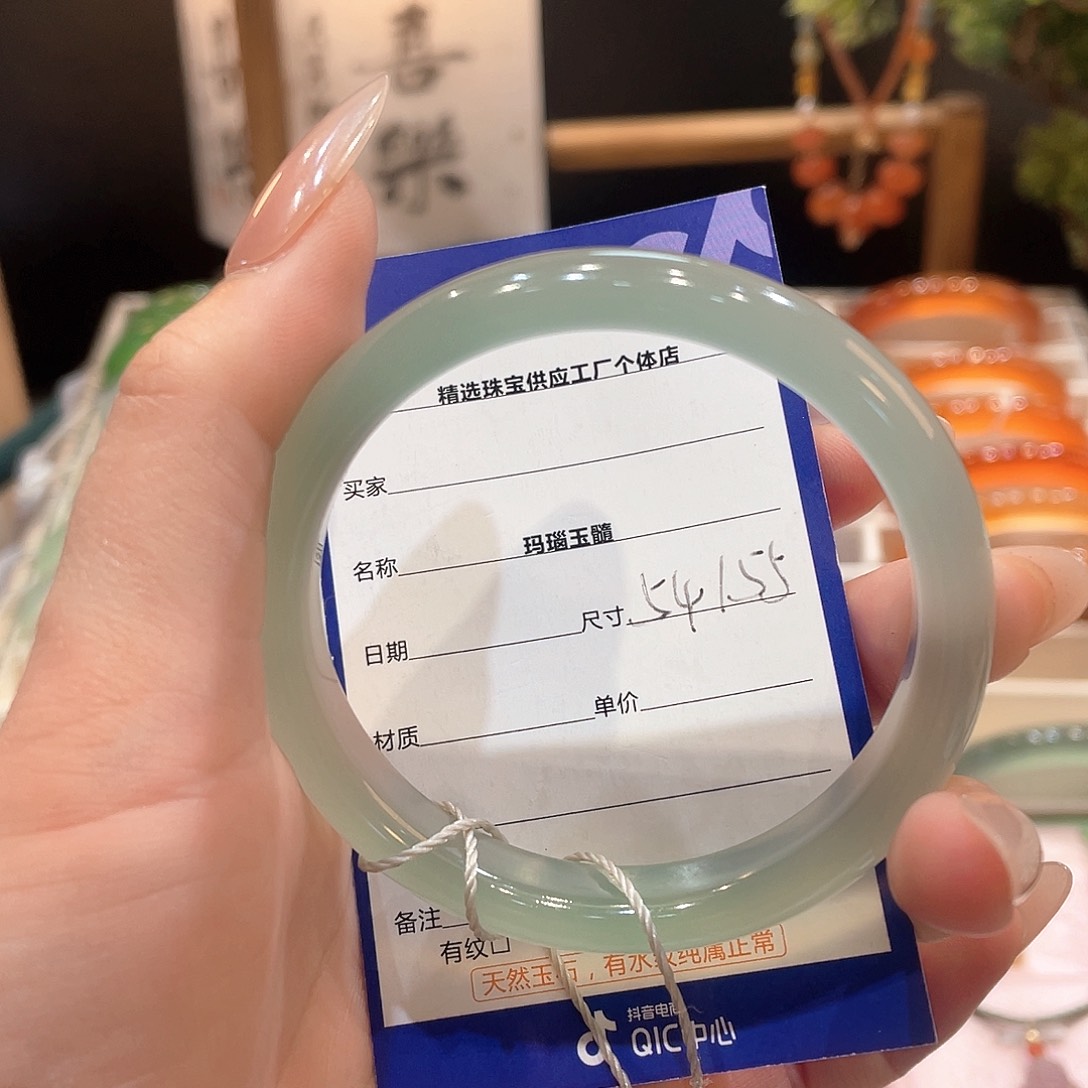 喜
樂
精选珠宝供应工厂个体店
买家
名称 玛瑙玉髓
日期 尺寸 54/55
材质 单价
备注
有纹□
天然玉石，有水纹纯属正常
抖音电商
QIC中心